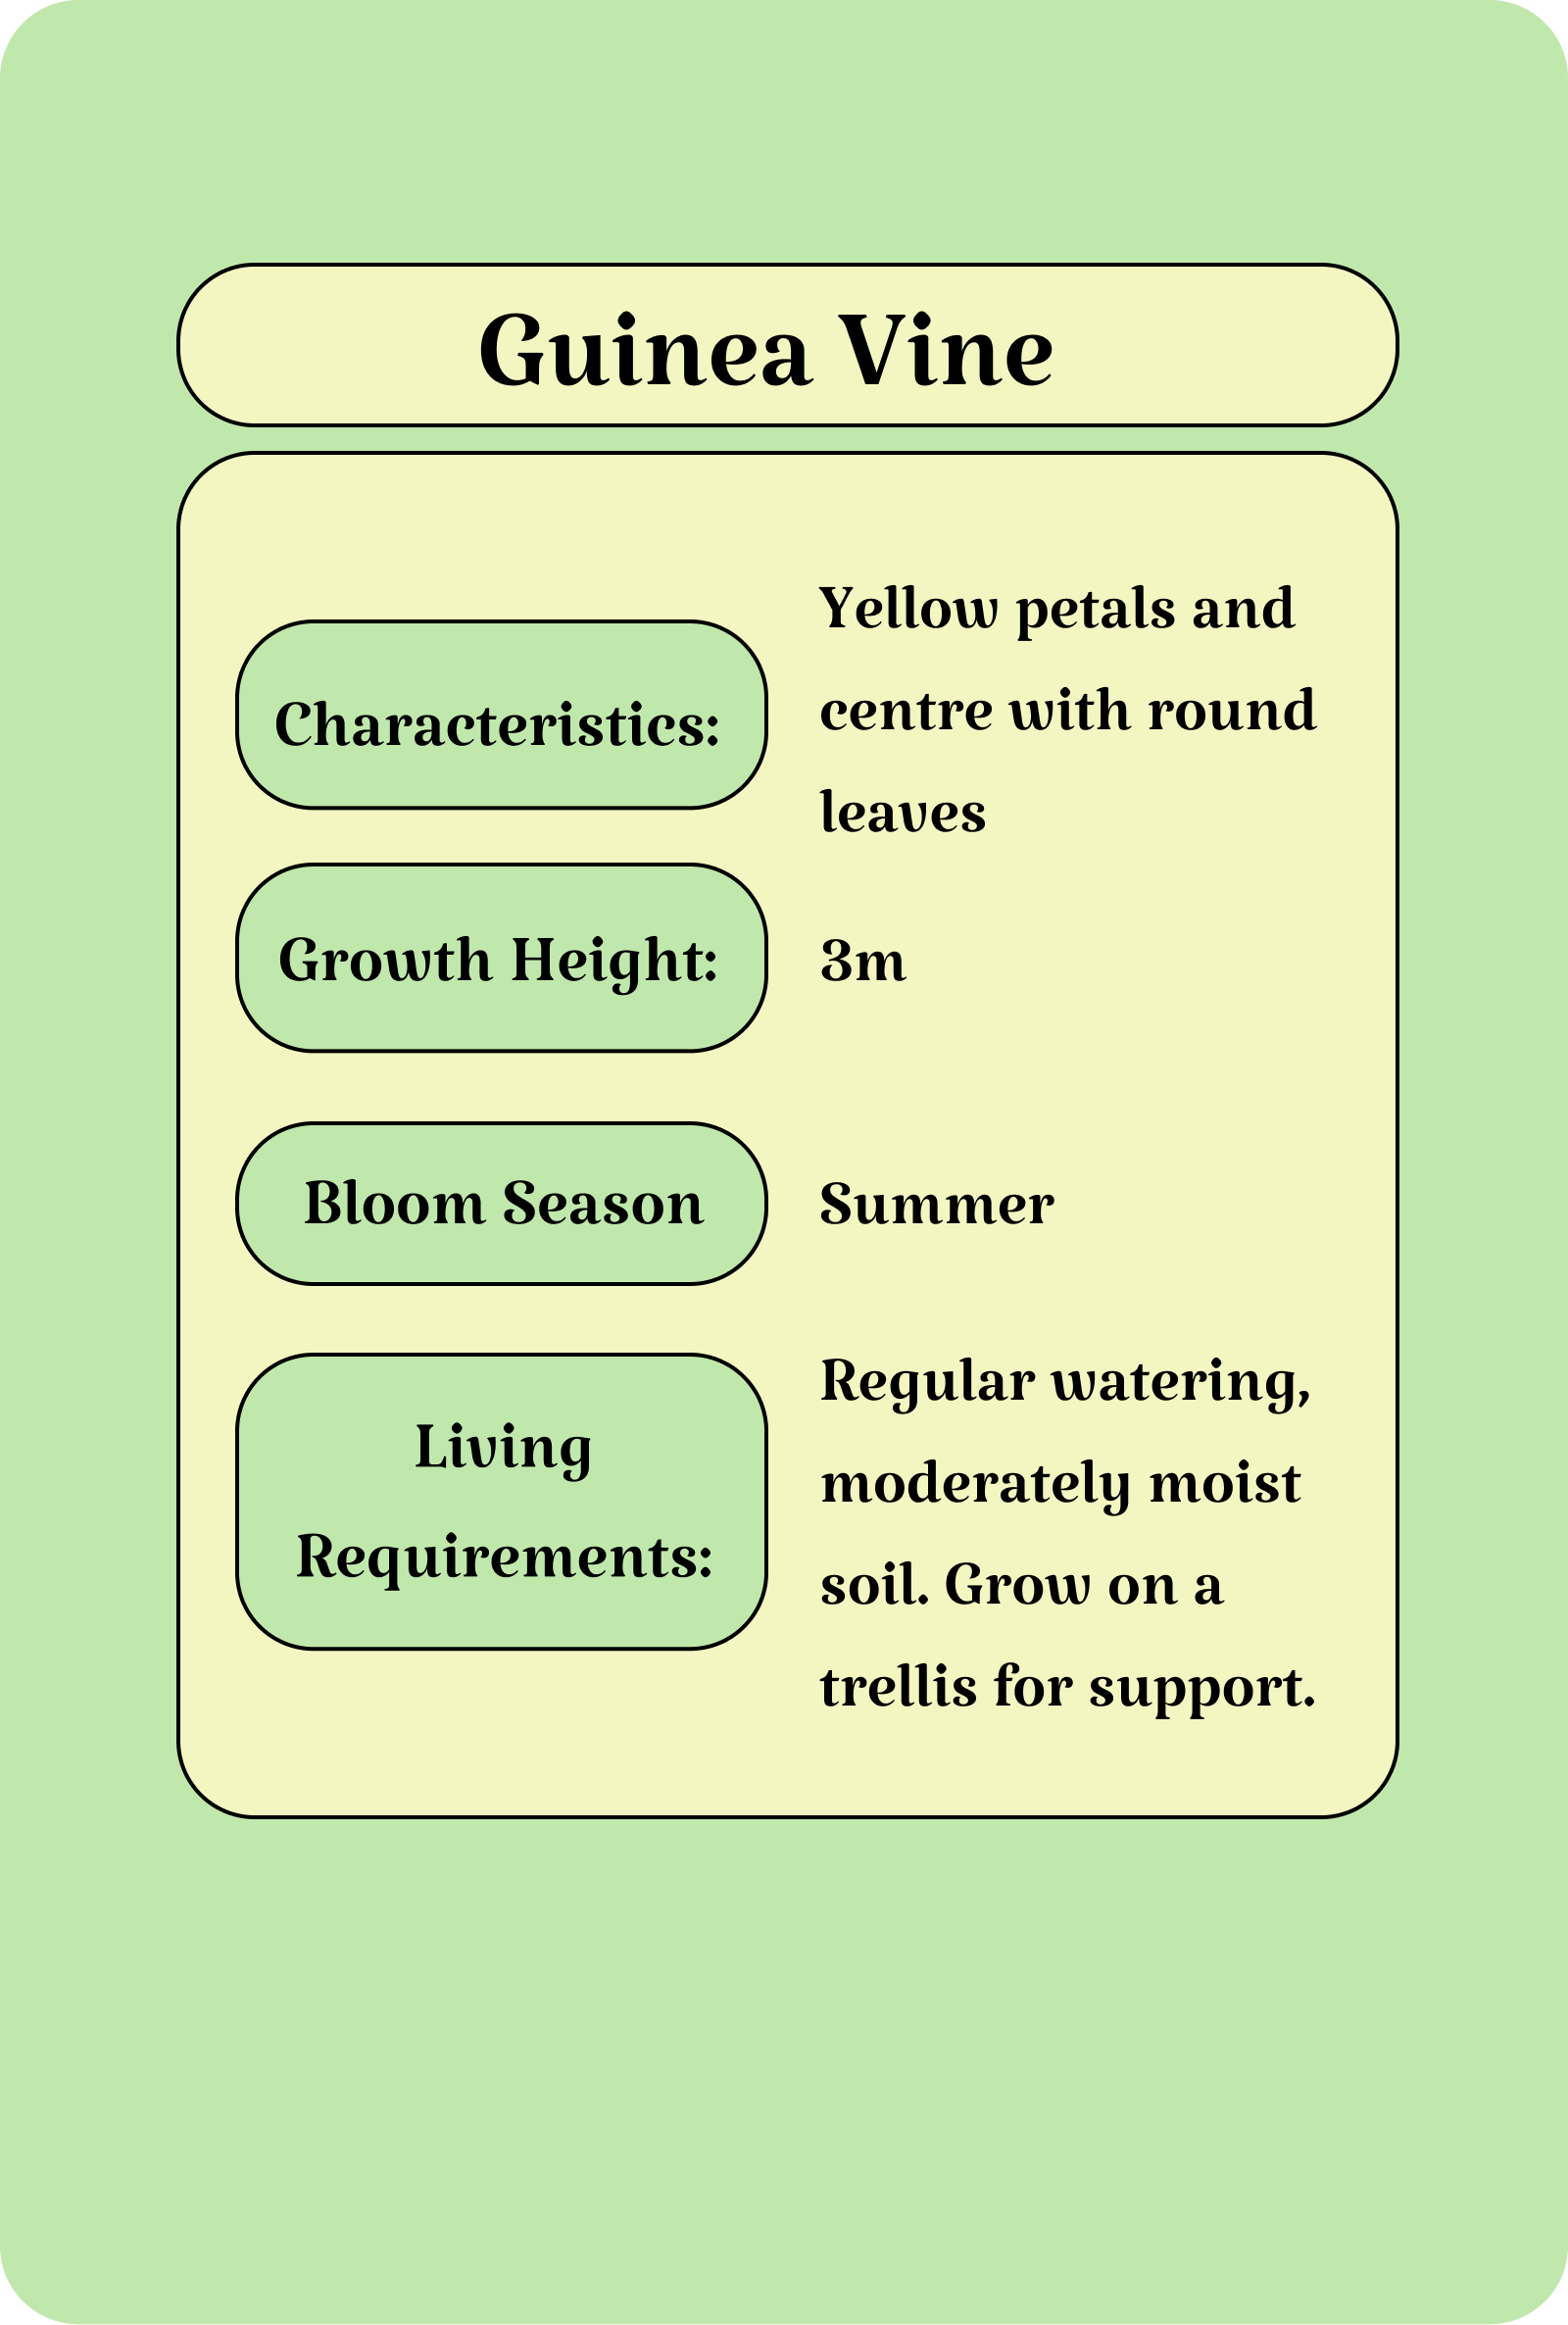 Guinea Vine
Characteristics:
Yellow petals and
centre with round
leaves
Growth Height:
3m
Bloom Season
Summer
Living
Requirements:
Regular watering,
moderately moist
soil. Grow on a
trellis for support.